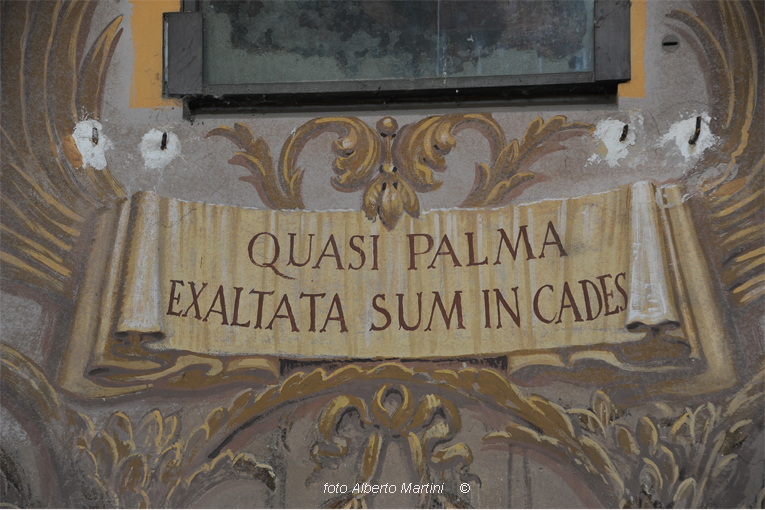 QUASI PALMA
EXALTATA SUM IN CADES
foto Alberto Martini ©